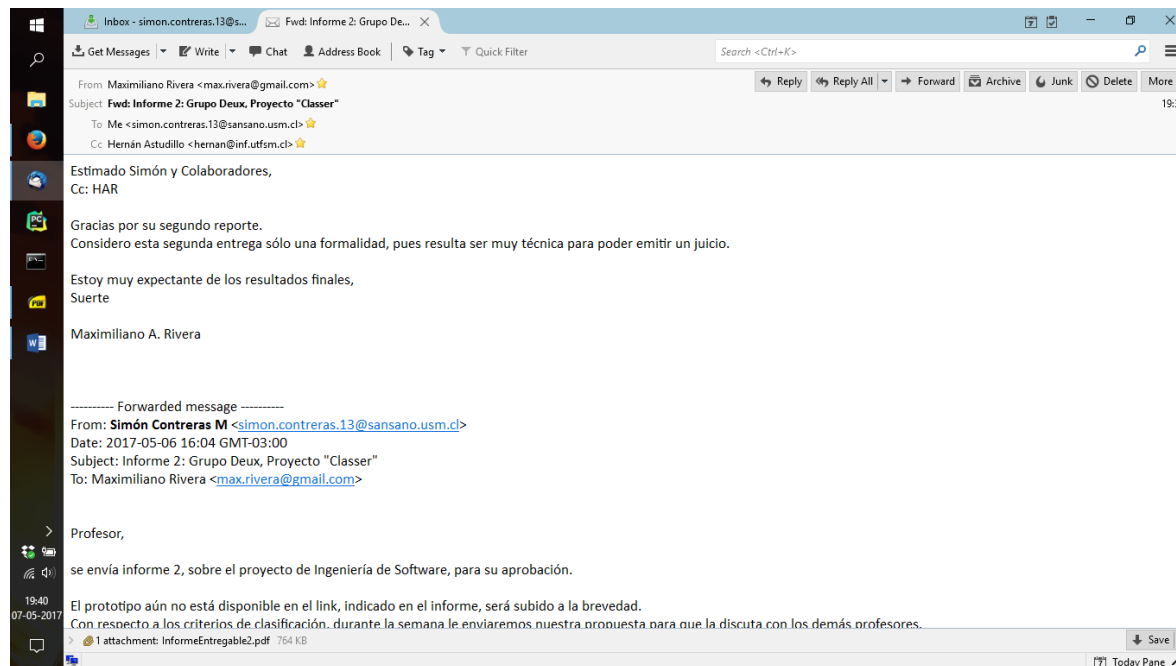 Inbox - simon.contreras.13@s...
Fwd: Informe 2: Grupo De...
Get Messages
Write
Chat
Address Book
Tag
Quick Filter
Search <Ctrl+K>
From Maximiliano Rivera <max.rivera@gmail.com>
Reply
Reply All
Forward
Archive
Junk
Delete
More
Subject Fwd: Informe 2: Grupo Deux, Proyecto "Classer"
To Me <simon.contreras.13@sansano.usm.cl>
Cc Hernán Astudillo <hernan@inf.utfsm.cl>
Estimado Simón y Colaboradores,
Cc: HAR
Gracias por su segundo reporte.
Considero esta segunda entrega sólo una formalidad, pues resulta ser muy técnica para poder emitir un juicio.
Estoy muy expectante de los resultados finales,
Suerte
Maximiliano A. Rivera
---------- Forwarded message ----------
From: Simón Contreras M <simon.contreras.13@sansano.usm.cl>
Date: 2017-05-06 16:04 GMT-03:00
Subject: Informe 2: Grupo Deux, Proyecto "Classer"
To: Maximiliano Rivera <max.rivera@gmail.com>
Profesor,
se envía informe 2, sobre el proyecto de Ingeniería de Software, para su aprobación.
El prototipo aún no está disponible en el link, indicado en el informe, será subido a la brevedad.
Con respecto a los criterios de clasificación, durante la semana le enviaremos nuestra propuesta para que la discuta con los demás profesores.
1 attachment: InformeEntregable2.pdf 764 KB
Save
Today Pane
19:40
07-05-2017